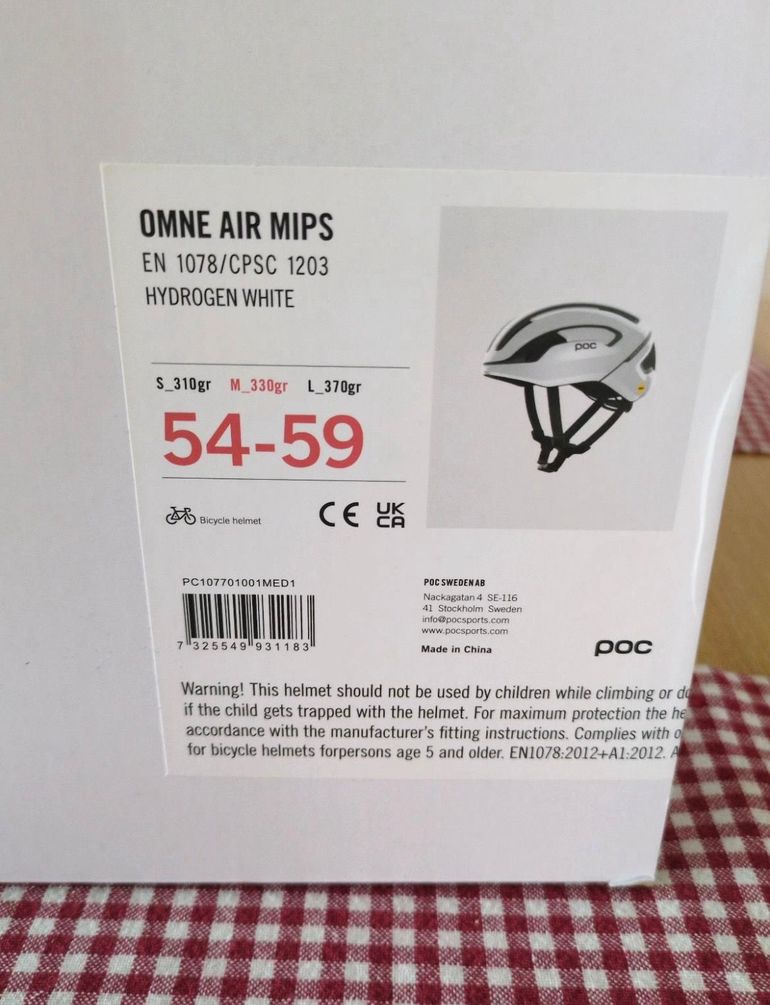 OMNE AIR MIPS
EN 1078/CPSC 1203
HYDROGEN WHITE
S_310gr M_330gr L_370gr
54-59
Bicycle helmet
CE UK
CA
poc
PC107701001MED1
7 325549 931183
POC SWEDEN AB
Nackagatan 4 SE-116
41 Stockholm Sweden
info@pocsports.com
www.pocsports.com
Made in China
poc
Warning! This helmet should not be used by children while climbing or
if the child gets trapped with the helmet. For maximum protection the
accordance with the manufacturer's fitting instructions. Complies with
for bicycle helmets forpersons age 5 and older. EN1078:2012+A1:2012.